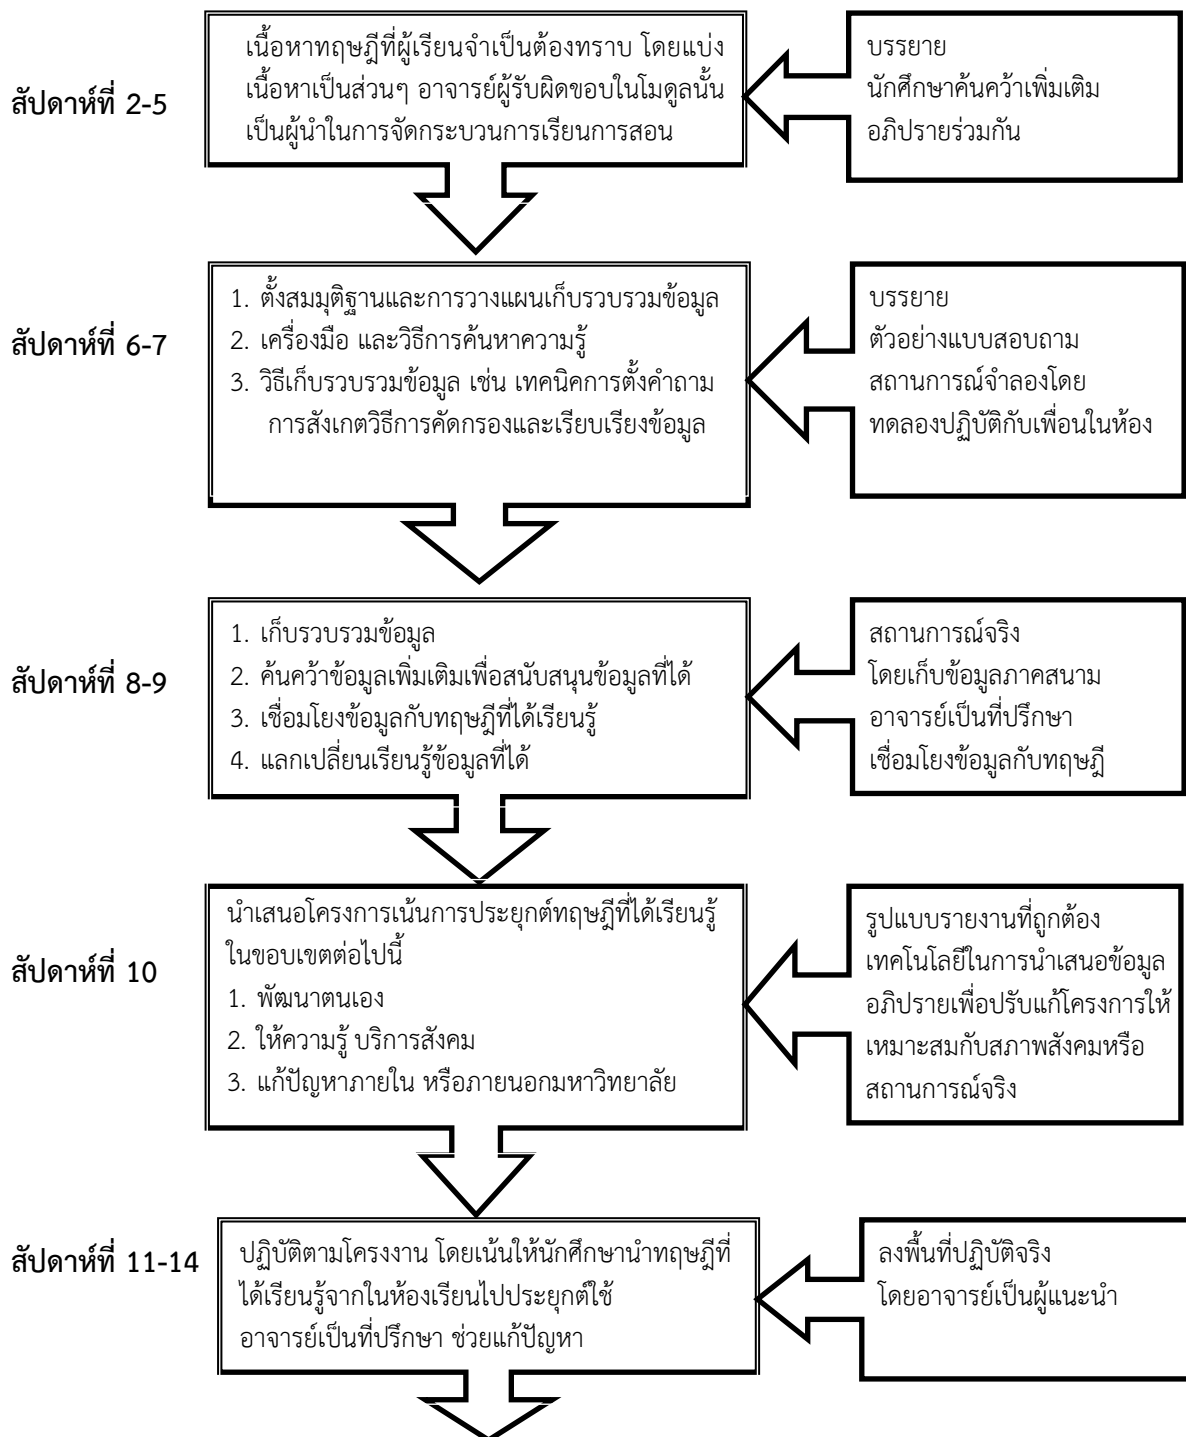 สัปดาห์ที่ 2-5
เนื้อหาทฤษฎีที่ผู้เรียนจำเป็นต้องทราบ โดยแบ่ง
เนื้อหาเป็นส่วนๆ อาจารย์ผู้รับผิดขอบในโมดูลนั้น
เป็นผู้นำในการจัดกระบวนการเรียนการสอน
บรรยาย
นักศึกษาค้นคว้าเพิ่มเติม
อภิปรายร่วมกัน
สัปดาห์ที่ 6-7
1. ตั้งสมมุติฐานและการวางแผนเก็บรวบรวมข้อมูล
2. เครื่องมือ และวิธีการค้นหาความรู้
3. วิธีเก็บรวบรวมข้อมูล เช่น เทคนิคการตั้งคำถาม
การสังเกตวิธีการคัดกรองและเรียบเรียงข้อมูล
บรรยาย
ตัวอย่างแบบสอบถาม
สถานการณ์จำลองโดย
ทดลองปฏิบัติกับเพื่อนในห้อง
สัปดาห์ที่ 8-9
1. เก็บรวบรวมข้อมูล
2. ค้นคว้าข้อมูลเพิ่มเติมเพื่อสนับสนุนข้อมูลที่ได้
3. เชื่อมโยงข้อมูลกับทฤษฎีที่ได้เรียนรู้
4. แลกเปลี่ยนเรียนรู้ข้อมูลที่ได้
สถานการณ์จริง
โดยเก็บข้อมูลภาคสนาม
อาจารย์เป็นที่ปรึกษา
เชื่อมโยงข้อมูลกับทฤษฎี
สัปดาห์ที่ 10
นำเสนอโครงการเน้นการประยุกต์ทฤษฎีที่ได้เรียนรู้
ในขอบเขตต่อไปนี้
1. พัฒนาตนเอง
2. ให้ความรู้ บริการสังคม
3. แก้ปัญหาภายใน หรือภายนอกมหาวิทยาลัย
รูปแบบรายงานที่ถูกต้อง
เทคโนโลยีในการนำเสนอข้อมูล
อภิปรายเพื่อปรับแก้โครงการให้
เหมาะสมกับสภาพสังคมหรือ
สถานการณ์จริง
สัปดาห์ที่ 11-14
ปฏิบัติตามโครงงาน โดยเน้นให้นักศึกษานำทฤษฎีที่
ได้เรียนรู้จากในห้องเรียนไปประยุกต์ใช้
อาจารย์เป็นที่ปรึกษา ช่วยแก้ปัญหา
ลงพื้นที่ปฏิบัติจริง
โดยอาจารย์เป็นผู้แนะนำ